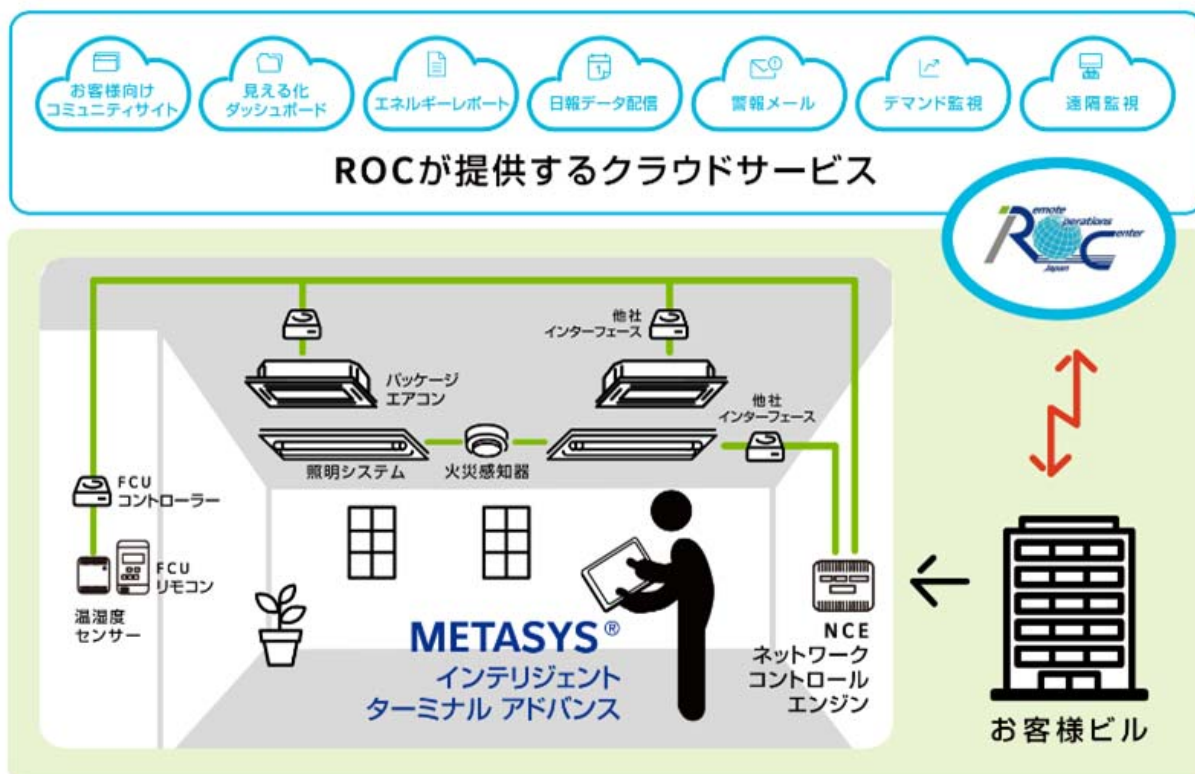 お客様向け
コミュニティサイト
見える化
ダッシュボード
エネルギーレポート
日報データ配信
警報メール
デマンド監視
遠隔監視
ROCが提供するクラウドサービス
Remote
Operations
Center
Japan
他社
インターフェース
パッケージ
エアコン
他社
インターフェース
照明システム
火災感知器
FCU
コントローラー
FCU
リモコン
温湿度
センサー
METASYS®
インテリジェント
ターミナル アドバンス
NCE
ネットワーク
コントロール
エンジン
お客様ビル